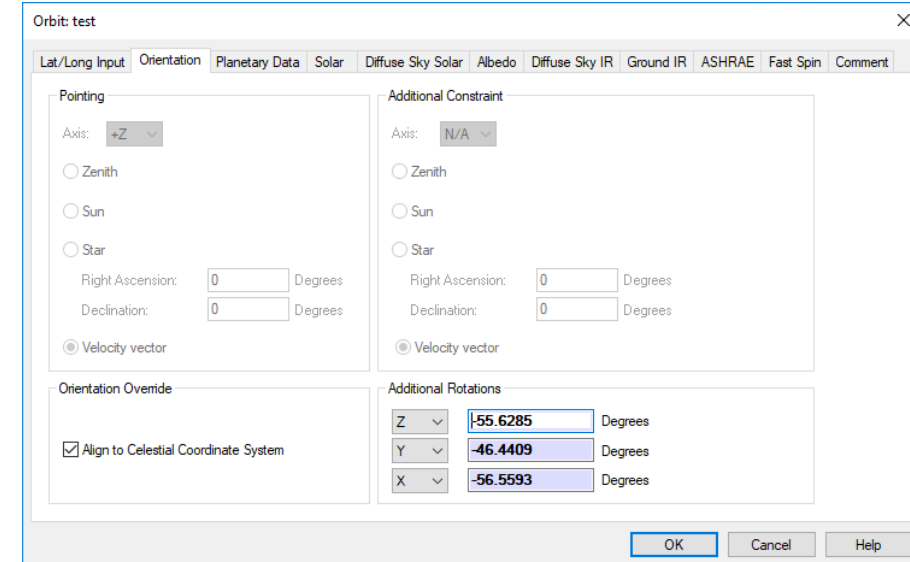 Orbit: test
Lat/Long Input Orientation Planetary Data Solar Diffuse Sky Solar Albedo Diffuse Sky IR Ground IR ASHRAE Fast Spin Comment
Pointing
Axis: +Z
Zenith
Sun
Star
Right Ascension: 0 Degrees
Declination: 0 Degrees
Velocity vector
Additional Constraint
Axis: N/A
Zenith
Sun
Star
Right Ascension: 0 Degrees
Declination: 0 Degrees
Velocity vector
Orientation Override
Align to Celestial Coordinate System
Additional Rotations
Z -55.6285 Degrees
Y -46.4409 Degrees
X -56.5593 Degrees
OK Cancel Help